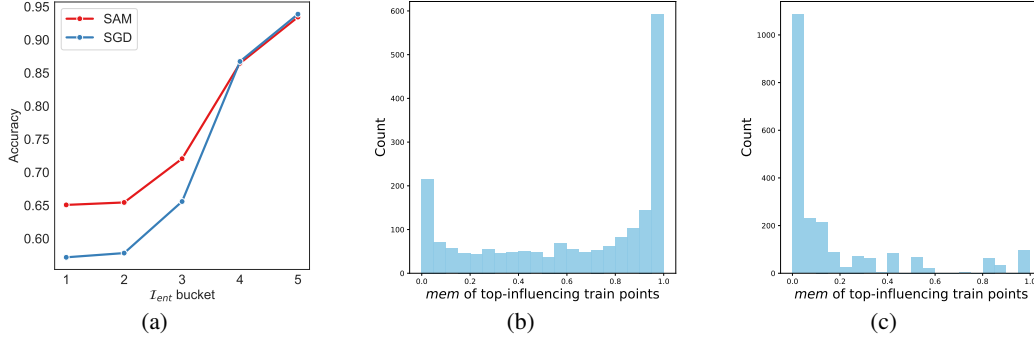 0.95
0.90
0.85
0.80
0.75
0.70
0.65
0.60
Accuracy
SAM
SGD
1 2 3 4 5
𝓘ent bucket
(a)
600
500
400
300
200
100
0
Count
0.0 0.2 0.4 0.6 0.8 1.0
mem of top-influencing train points
(b)
1000
800
600
400
200
0
Count
0.0 0.2 0.4 0.6 0.8 1.0
mem of top-influencing train points
(c)